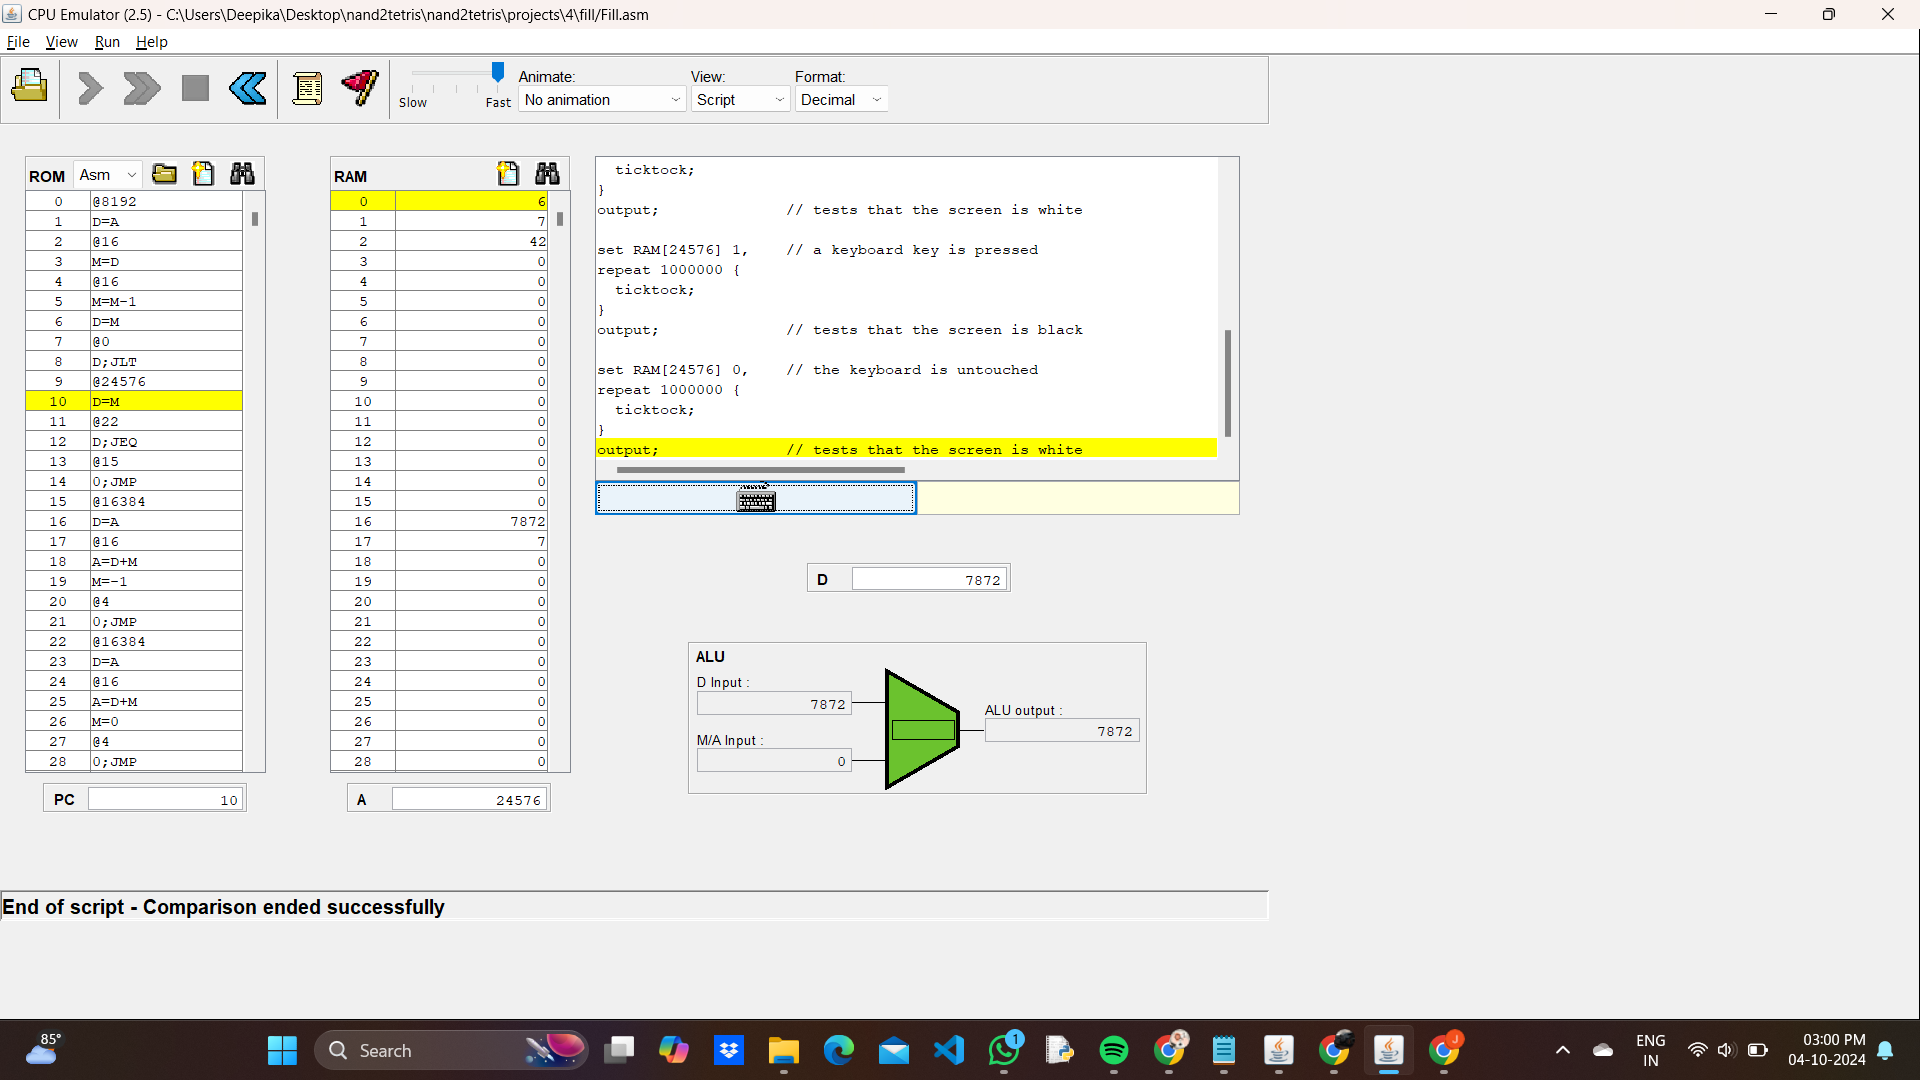 CPU Emulator (2.5) - C:\Users\Deepika\Desktop\nand2tetris\nand2tetris\projects\4\fill/Fill.asm
File View Run Help
Slow Fast
Animate: View: Format:
No animation Script Decimal
ROM Asm
0 @8192
1 D=A
2 @16
3 M=D
4 @16
5 M=M-1
6 D=M
7 @0
8 D;JLT
9 @24576
10 D=M
11 @22
12 D;JEQ
13 @15
14 0;JMP
15 @16384
16 D=A
17 @16
18 A=D+M
19 M=-1
20 @4
21 0;JMP
22 @16384
23 D=A
24 @16
25 A=D+M
26 M=0
27 @4
28 0;JMP
PC 10
RAM
0 6
1 7
2 42
3 0
4 0
5 0
6 0
7 0
8 0
9 0
10 0
11 0
12 0
13 0
14 0
15 0
16 7872
17 7
18 0
19 0
20 0
21 0
22 0
23 0
24 0
25 0
26 0
27 0
28 0
A 24576
ticktock;
}
output; // tests that the screen is white
set RAM[24576] 1, // a keyboard key is pressed
repeat 1000000 {
ticktock;
}
output; // tests that the screen is black
set RAM[24576] 0, // the keyboard is untouched
repeat 1000000 {
ticktock;
}
output; // tests that the screen is white
D 7872
ALU
D Input :
7872
M/A Input :
0
ALU output :
7872
End of script - Comparison ended successfully
85°
Search
1
J
ENG
IN
03:00 PM
04-10-2024